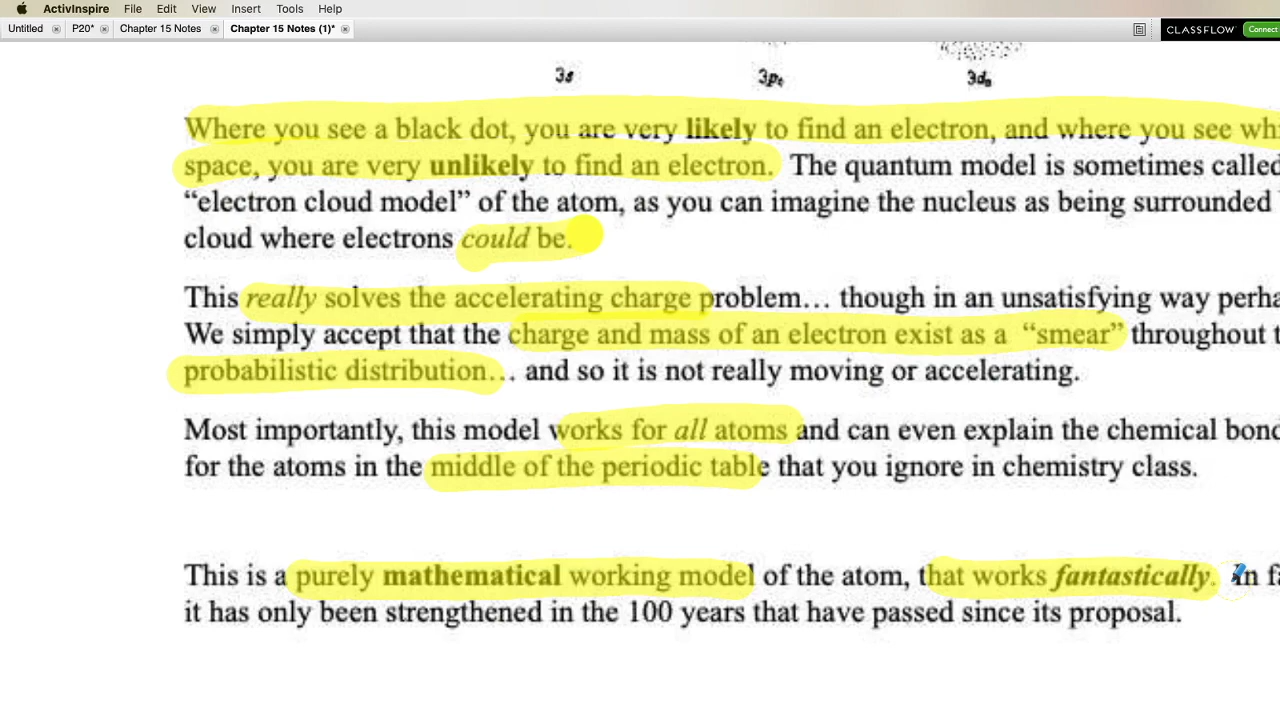 ActivInspire File Edit View Insert Tools Help
Untitled P20* Chapter 15 Notes Chapter 15 Notes (1)* CLASSFLOW Connect
3s 3p 3d
Where you see a black dot, you are very likely to find an electron, and where you see
space, you are very unlikely to find an electron. The quantum model is sometimes called
“electron cloud model” of the atom, as you can imagine the nucleus as being surrounded
cloud where electrons could be.
This really solves the accelerating charge problem… though in an unsatisfying way
We simply accept that the charge and mass of an electron exist as a “smear” throughout
probabilistic distribution… and so it is not really moving or accelerating.
Most importantly, this model works for all atoms and can even explain the chemical
for the atoms in the middle of the periodic table that you ignore in chemistry class.
This is a purely mathematical working model of the atom, that works fantastically. In
it has only been strengthened in the 100 years that have passed since its proposal.